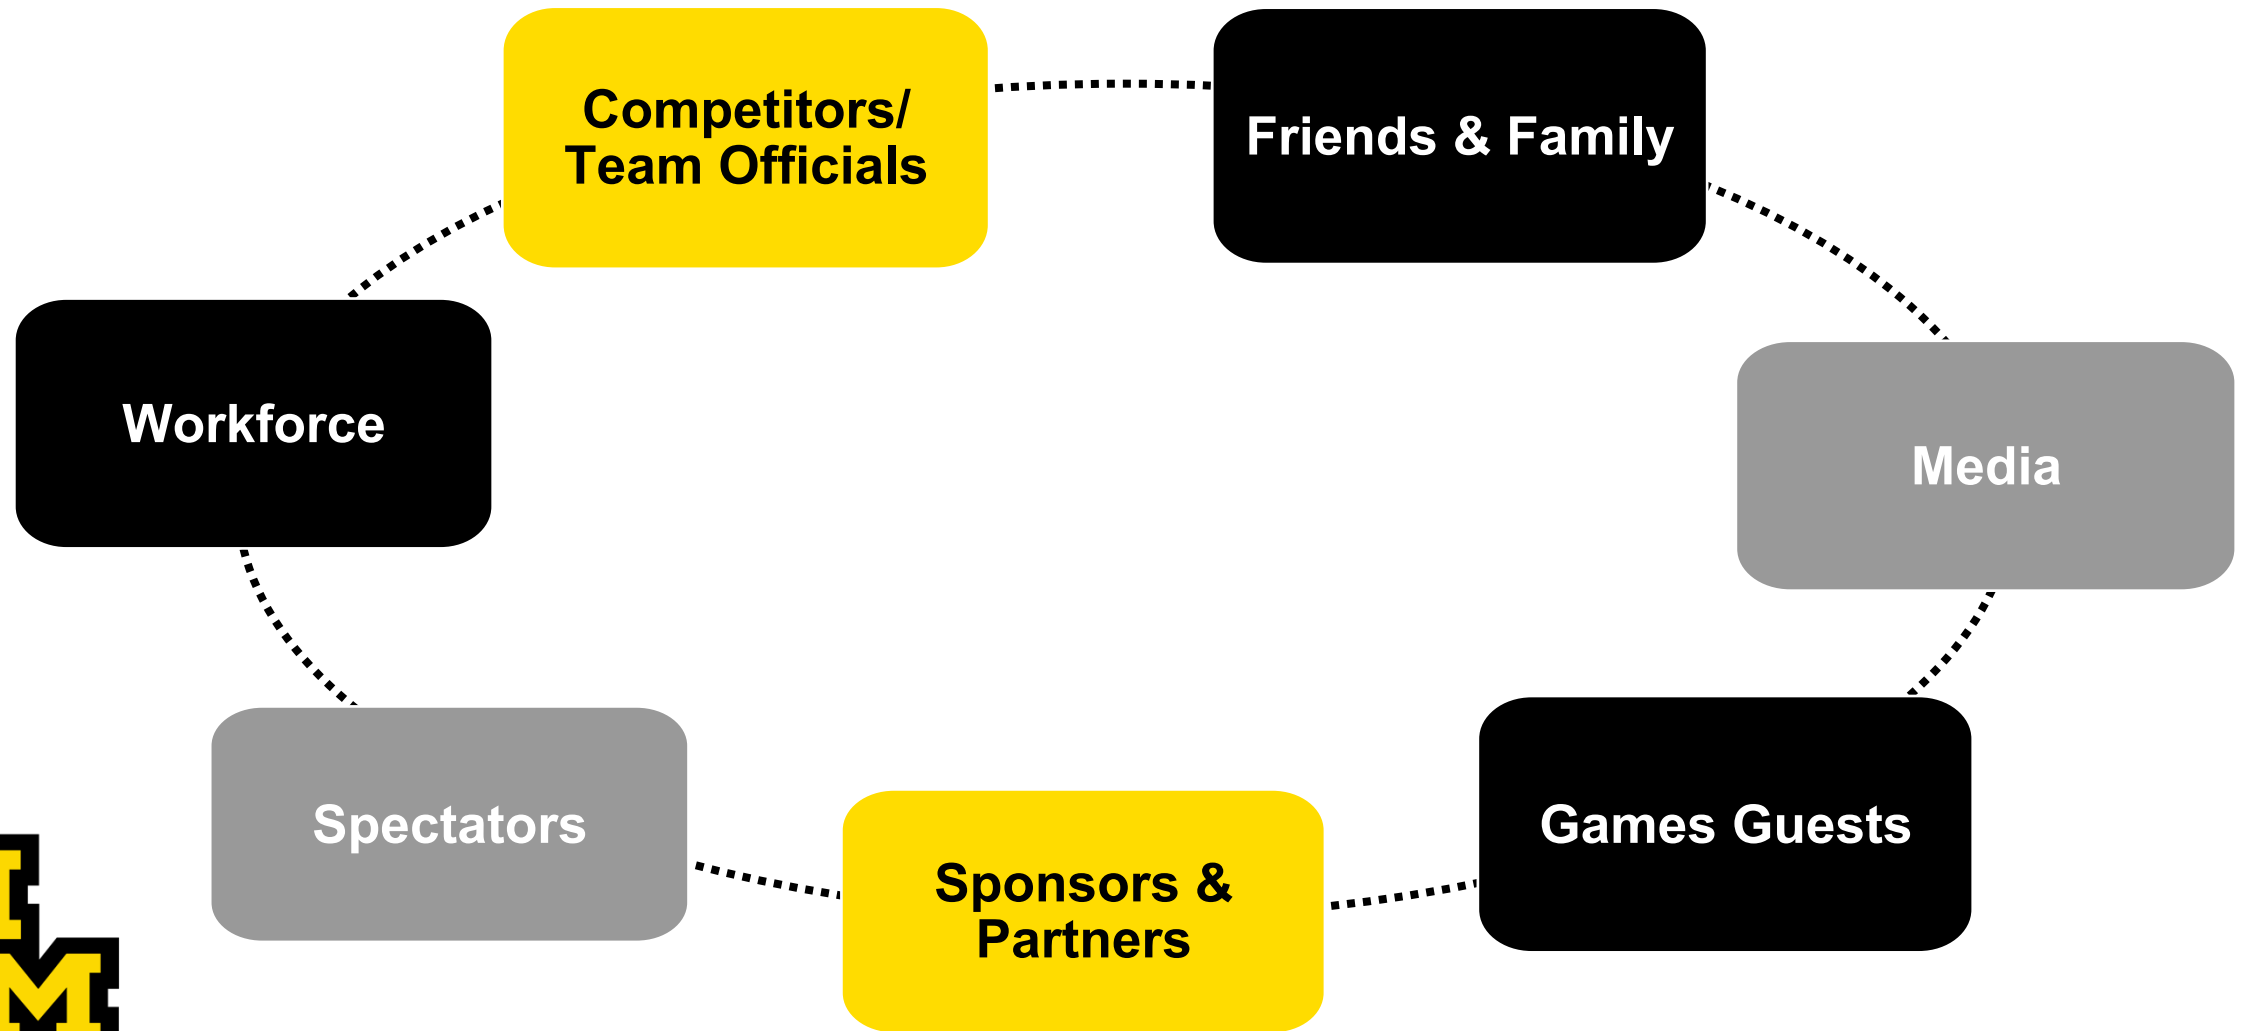 Competitors/
Team Officials
Friends & Family
Workforce
Media
Spectators
Games Guests
Sponsors &
Partners